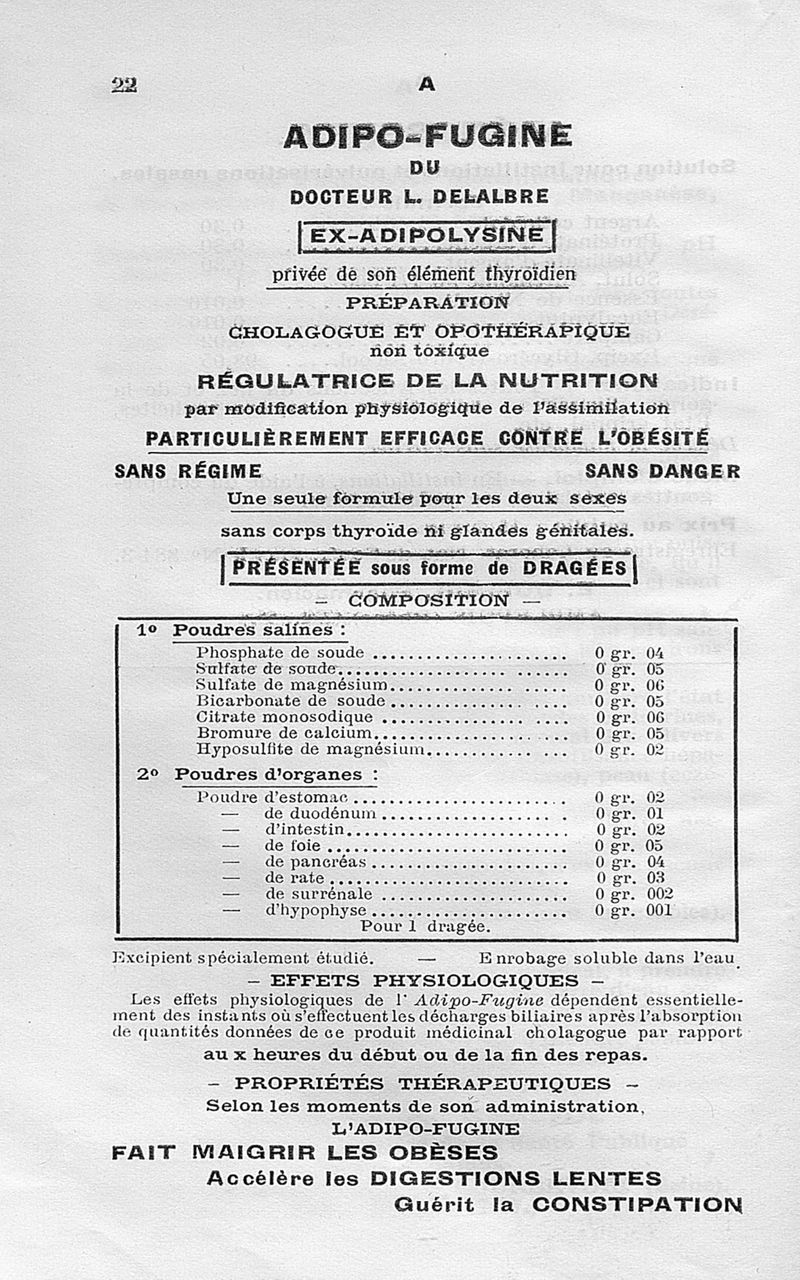 22 A
ADIPO-FUGINE
DU
DOCTEUR L. DELALBRE
EX-ADIPOLYSINE
privée de son élément thyroïdien
PRÉPARATION
CHOLAGOGUE ET OPOTHÉRAPIQUE
non toxique
RÉGULATRICE DE LA NUTRITION
par modification physiologique de l'assimilation
PARTICULIÈREMENT EFFICACE CONTRE L'OBÉSITÉ
SANS RÉGIME SANS DANGER
Une seule formule pour les deux sexes
sans corps thyroïde ni glandes génitales.
PRÉSENTÉE sous forme de DRAGÉES
— COMPOSITION —
1º Poudres salines :
Phosphate de soude ........................ 0 gr. 04
Sulfate de soude........................ 0 gr. 05
Sulfate de magnésium........................ 0 gr. 06
Bicarbonate de soude ........................ 0 gr. 05
Citrate monosodique ........................ 0 gr. 06
Bromure de calcium........................ 0 gr. 05
Hyposulfite de magnésium.................. 0 gr. 02
2º Poudres d'organes :
Poudre d'estomac ........................ 0 gr. 02
— de duodénum ........................ 0 gr. 01
— d'intestin........................ 0 gr. 02
— de foie ........................ 0 gr. 05
— de pancréas ........................ 0 gr. 04
— de rate ........................ 0 gr. 03
— de surrénale ........................ 0 gr. 002
— d'hypophyse ........................ 0 gr. 001
Pour 1 dragée.
Excipient spécialement étudié. — Enrobage soluble dans l'eau.
— EFFETS PHYSIOLOGIQUES —
Les effets physiologiques de l'Adipo-Fugine dépendent essentielle-
ment des instants où s'effectuent les décharges biliaires après l'absorption
de quantités données de ce produit médicinal cholagogue par rapport
aux heures du début ou de la fin des repas.
— PROPRIÉTÉS THÉRAPEUTIQUES —
Selon les moments de son administration,
L'ADIPO-FUGINE
FAIT MAIGRIR LES OBÈSES
Accélère les DIGESTIONS LENTES
Guérit la CONSTIPATION